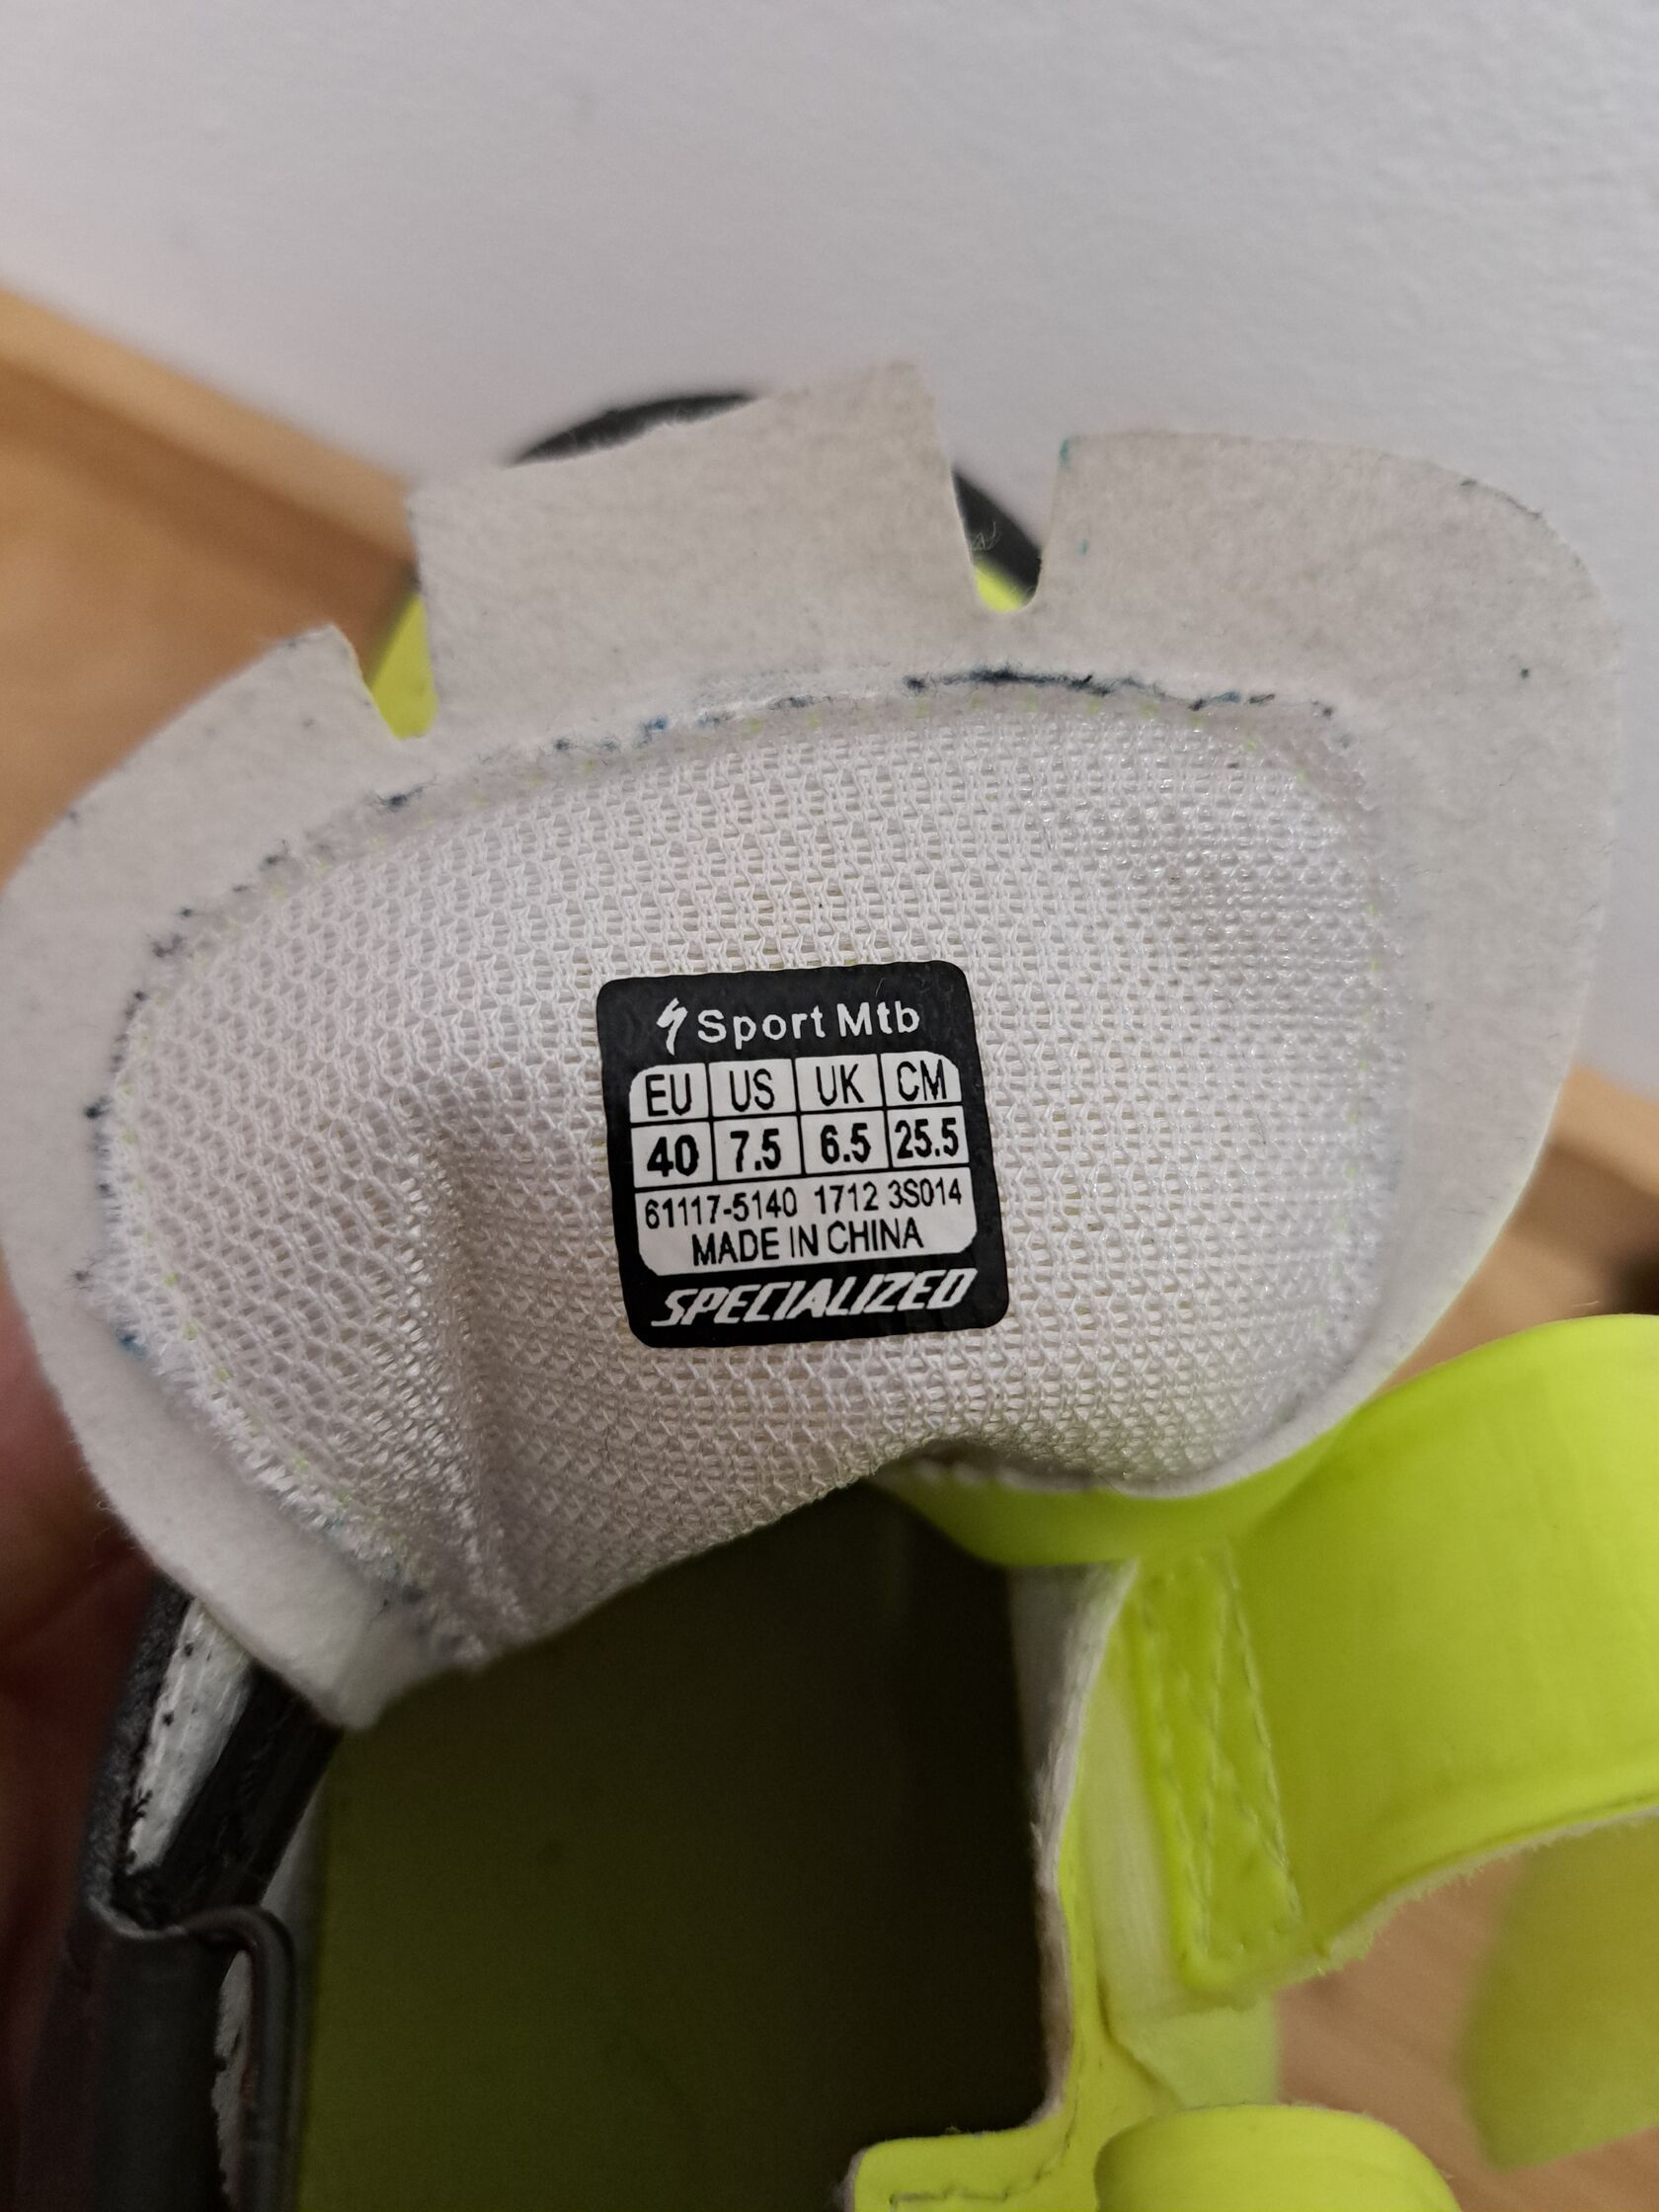 Sport Mtb
EU US UK CM
40 7.5 6.5 25.5
61117-5140 1712 3S014
MADE IN CHINA
SPECIALIZED